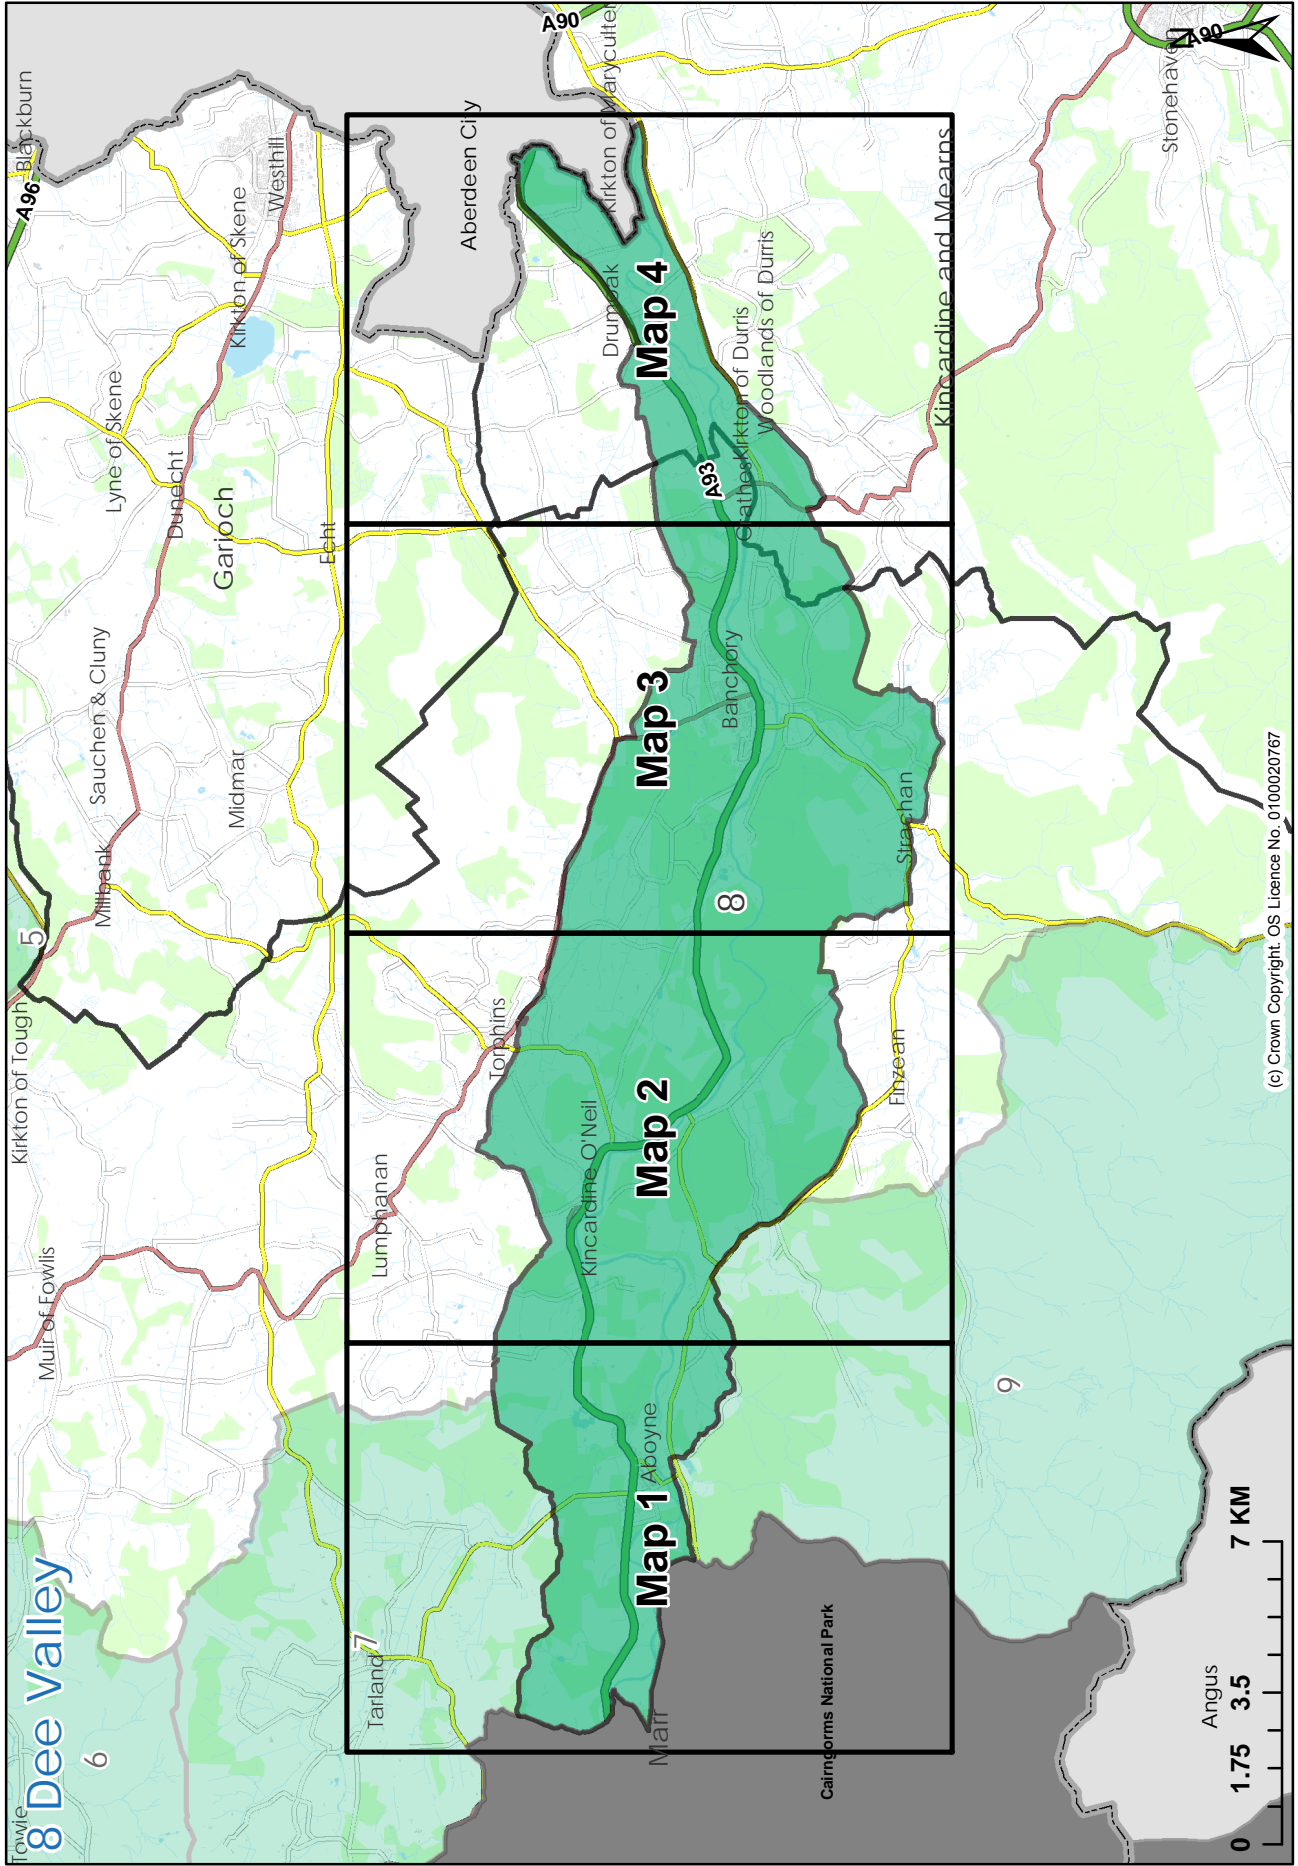 8 Dee Valley
Towie
6
Muir of Fowlis
Kirkton of Tough
5
Millbank
Sauchen & Cluny
Midmar
Lyne of Skene
Dunecht
Garioch
Echt
Kirkton of Skene
Westhill
Blackburn
A96
Tarland
7
Lumphanan
Torphins
Aberdeen City
A90
Kirkton of Maryculter
Drumoak
Map 1
Map 2
Map 3
Map 4
Aboyne
Kincardine O'Neil
Banchory
8
A93
Crathes
Kirkton of Durris
Woodlands of Durris
Marr
Cairngorms National Park
Finzean
Strachan
Kincardine and Mearns
9
Stonehaven
A90
N
Angus
0 1.75 3.5 7 KM
(c) Crown Copyright. OS Licence No. 0100020767